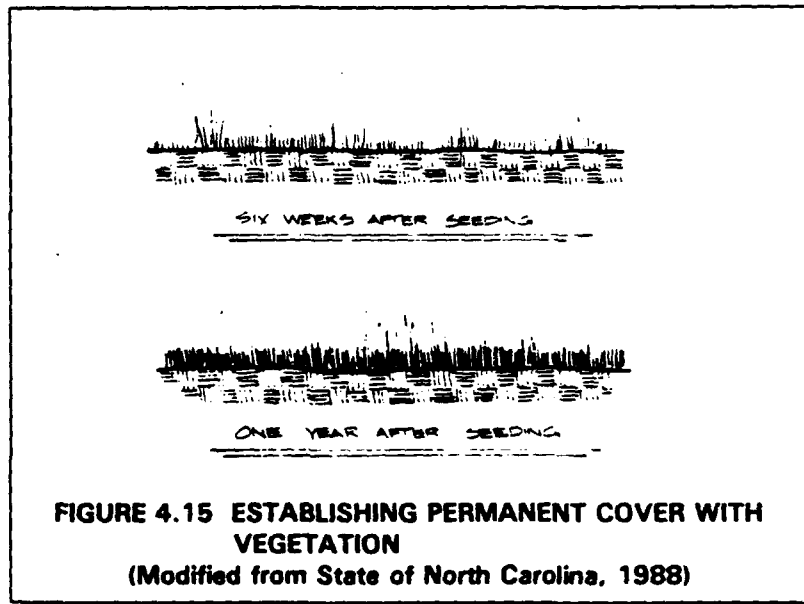 SIX WEEKS AFTER SEEDING
ONE YEAR AFTER SEEDING
FIGURE 4.15 ESTABLISHING PERMANENT COVER WITH
VEGETATION
(Modified from State of North Carolina, 1988)